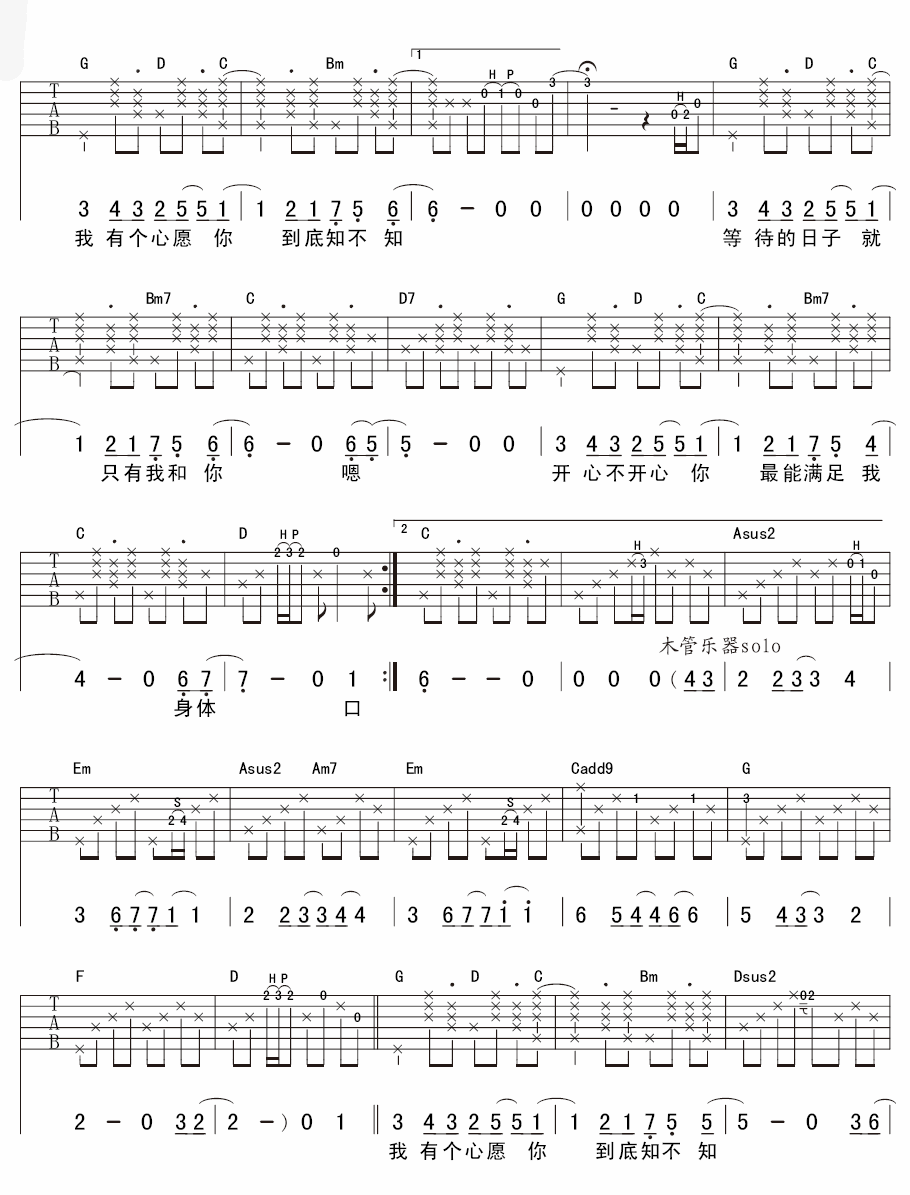 G D C Bm 1 G D C
H P H
T A B 0 1 0 0 3 3 0 2 0
3 4 3 2 5 5 1 | 1 2 1 7 5 6 | 6 - 0 0 | 0 0 0 0 | 3 4 3 2 5 5 1
我 有个心愿 你 到底知不 知 等 待的日子 就
Bm7 C D7 G D C Bm7
T A B
1 2 1 7 5 6 | 6 - 0 6 5 | 5 - 0 0 | 3 4 3 2 5 5 1 | 1 2 1 7 5 4
只有我和 你 嗯 开 心不开心 你 最能满足 我
C D H P 2 C H Asus2 H
T A B 2 3 2 0 3 0 1 0
木管乐器solo
4 - 0 6 7 | 7 - 0 1 :| 6 - - 0 | 0 0 0 (4 3 | 2 2 3 3 4
身体 口
Em Asus2 Am7 Em Cadd9 G
S S
T A B 2 4 2 4 1 1 3
3 6 7 7 1 1 | 2 2 3 3 4 4 | 3 6 7 7 1 1 | 6 5 4 4 6 6 | 5 4 3 3 2
F D H P G D C Bm Dsus2
T A B 2 3 2 0 0 0 2
2 - 0 3 2 | 2 - ) 0 1 || 3 4 3 2 5 5 1 | 1 2 1 7 5 5 | 5 - 0 3 6
我 有个心愿 你 到底知不 知